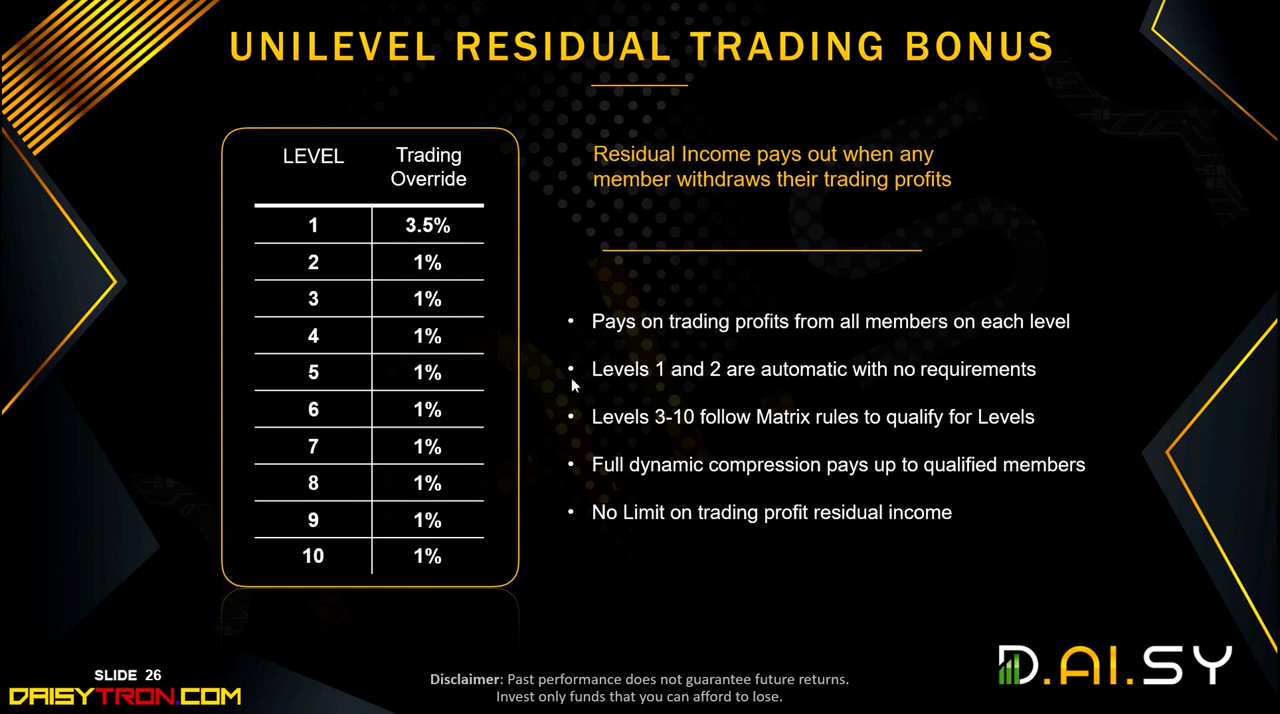 UNILEVEL RESIDUAL TRADING BONUS
LEVEL Trading
Override
1 3.5%
2 1%
3 1%
4 1%
5 1%
6 1%
7 1%
8 1%
9 1%
10 1%
Residual Income pays out when any
member withdraws their trading profits
• Pays on trading profits from all members on each level
• Levels 1 and 2 are automatic with no requirements
• Levels 3-10 follow Matrix rules to qualify for Levels
• Full dynamic compression pays up to qualified members
• No Limit on trading profit residual income
SLIDE 26
DAISYTRON.COM
Disclaimer: Past performance does not guarantee future returns.
Invest only funds that you can afford to lose.
D.AI.SY